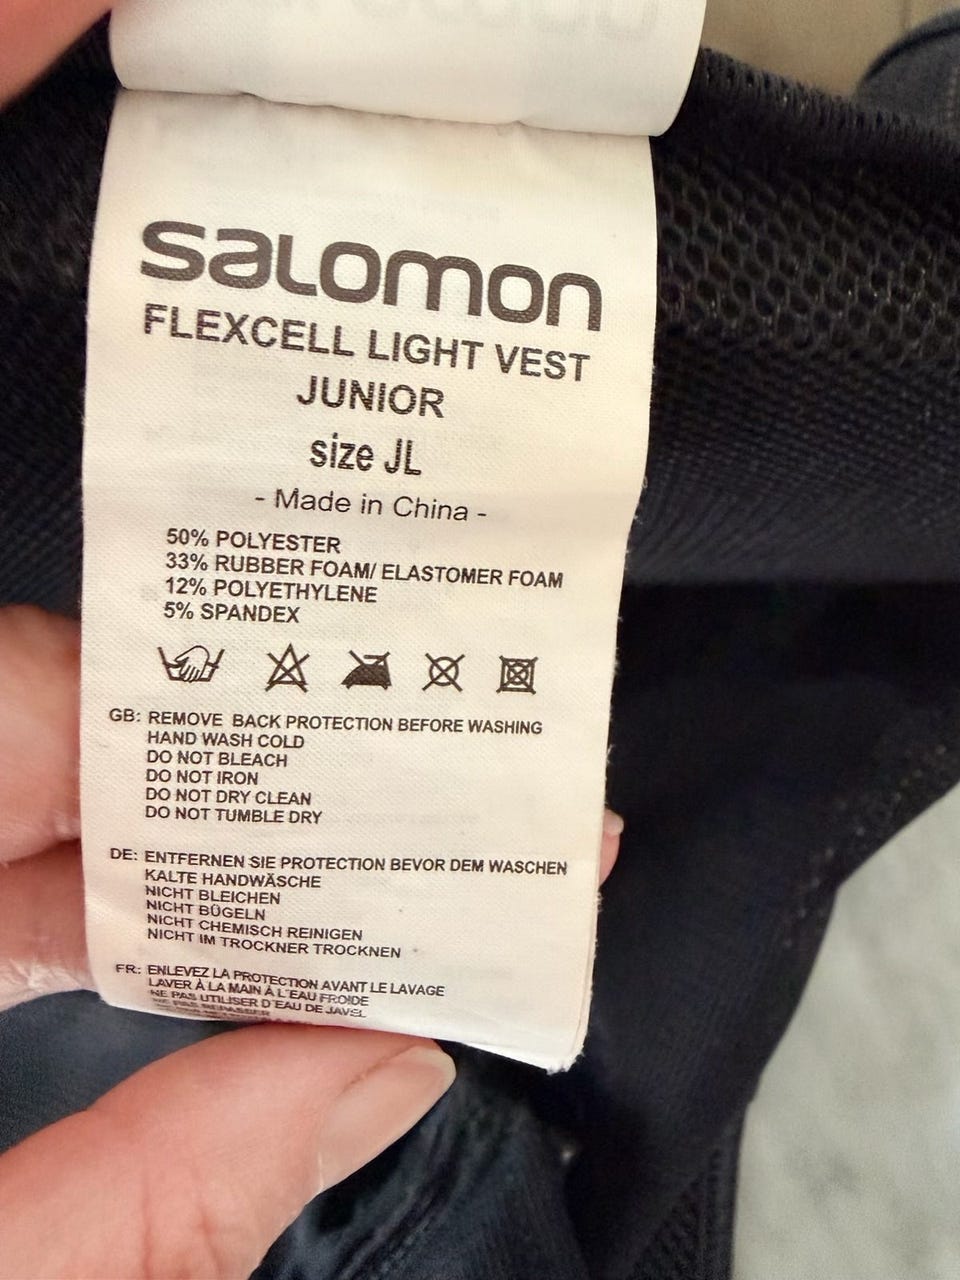 salomon
FLEXCELL LIGHT VEST
JUNIOR
size JL
- Made in China -
50% POLYESTER
33% RUBBER FOAM/ ELASTOMER FOAM
12% POLYETHYLENE
5% SPANDEX
GB: REMOVE BACK PROTECTION BEFORE WASHING
HAND WASH COLD
DO NOT BLEACH
DO NOT IRON
DO NOT DRY CLEAN
DO NOT TUMBLE DRY
DE: ENTFERNEN SIE PROTECTION BEVOR DEM WASCHEN
KALTE HANDWÄSCHE
NICHT BLEICHEN
NICHT BÜGELN
NICHT CHEMISCH REINIGEN
NICHT IM TROCKNER TROCKNEN
FR: ENLEVEZ LA PROTECTION AVANT LE LAVAGE
LAVER À LA MAIN À L'EAU FROIDE
NE PAS UTILISER D'EAU DE JAVEL
NE PAS REPASSER